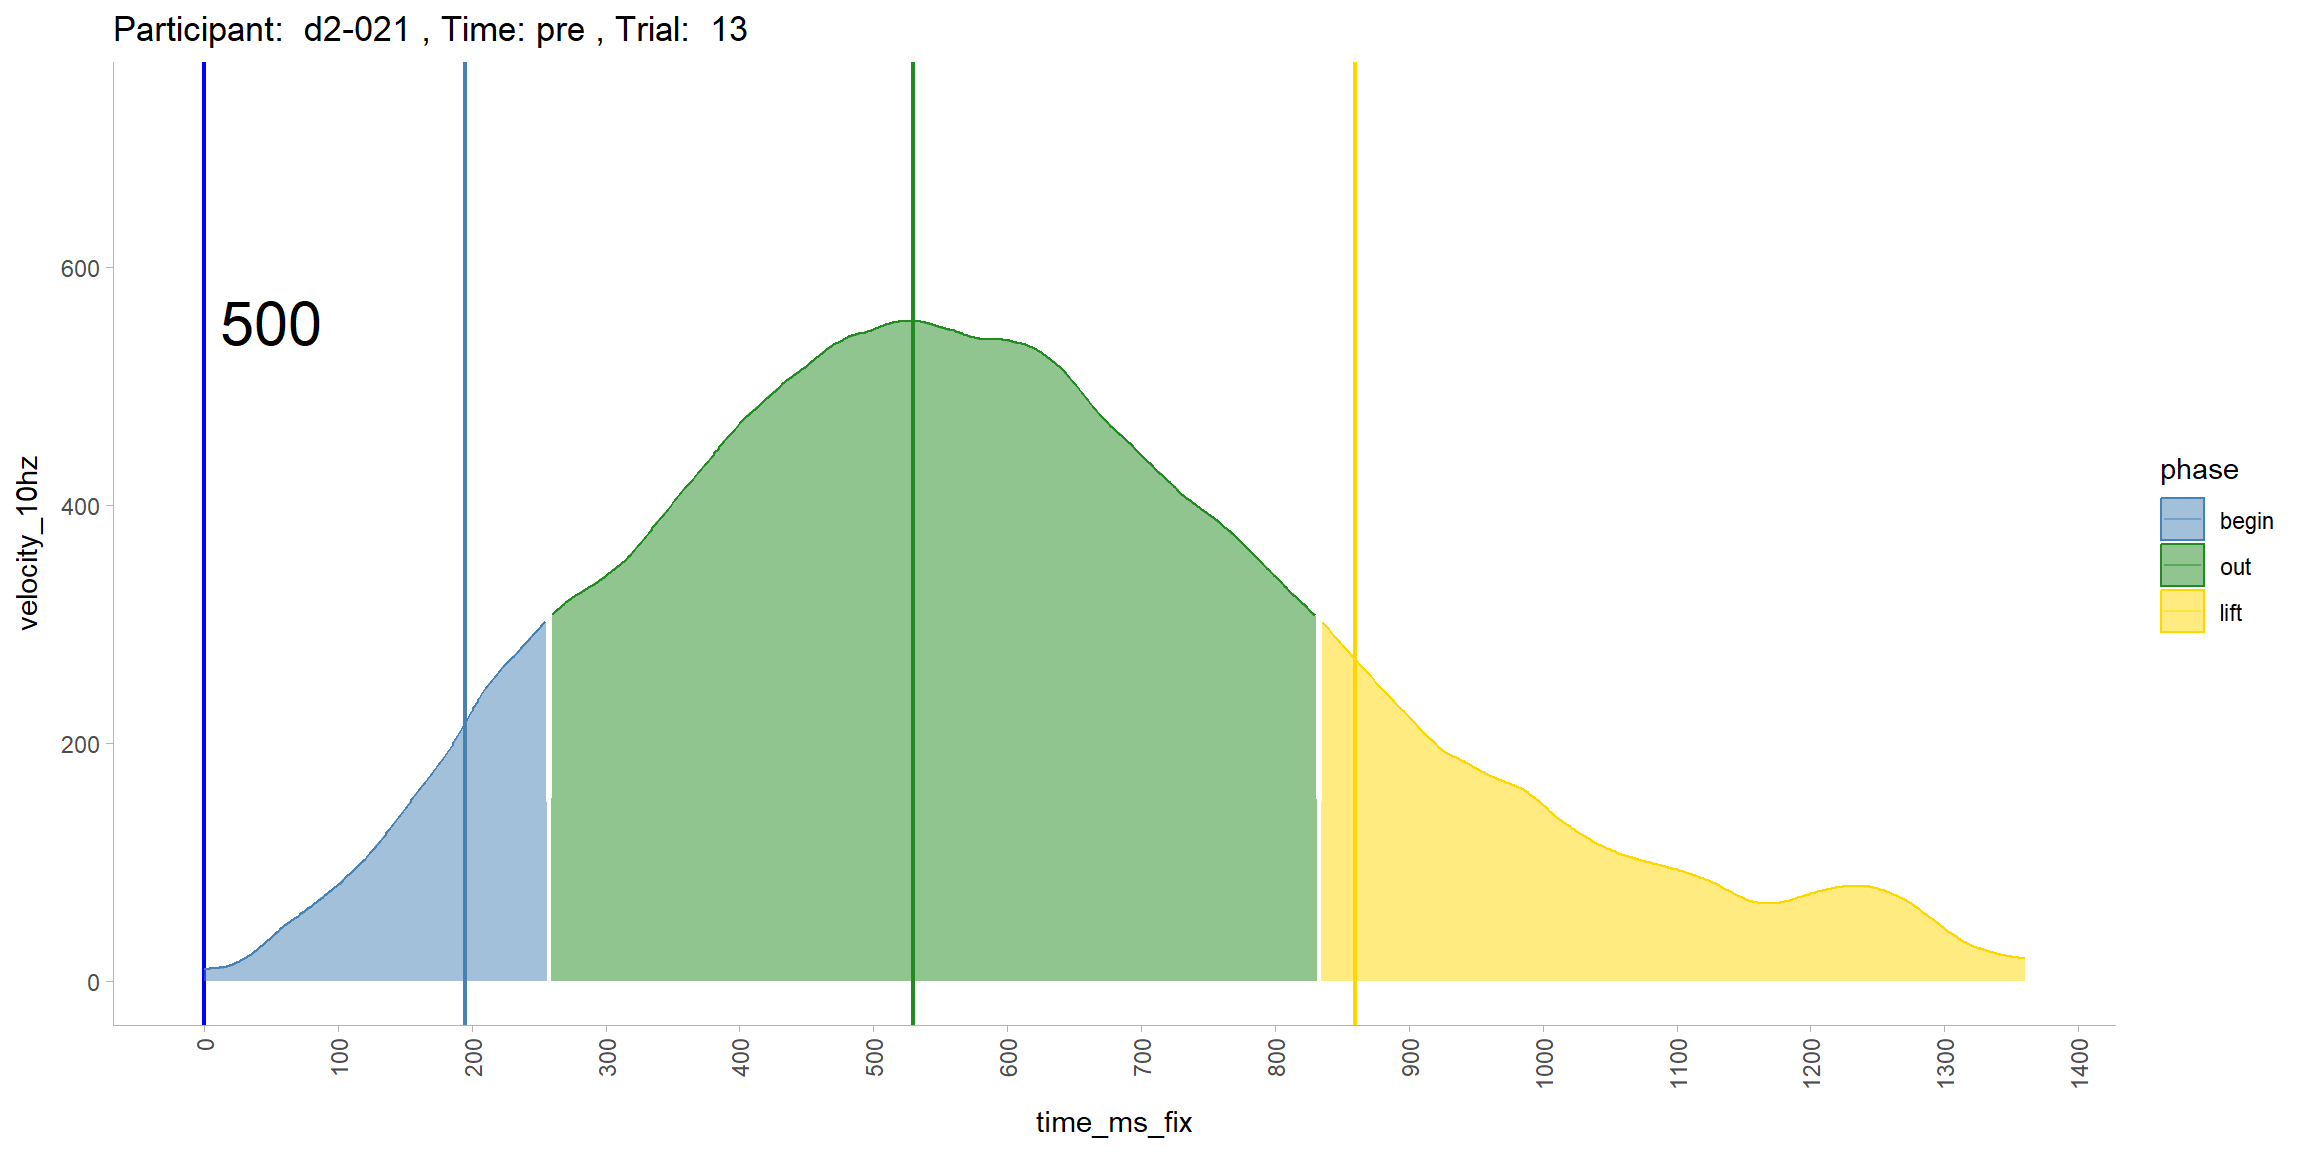 Participant:  d2-021 , Time: pre , Trial:  13
600
500
400
200
0
velocity_10hz
0 100 200 300 400 500 600 700 800 900 1000 1100 1200 1300 1400
time_ms_fix
phase
begin
out
lift